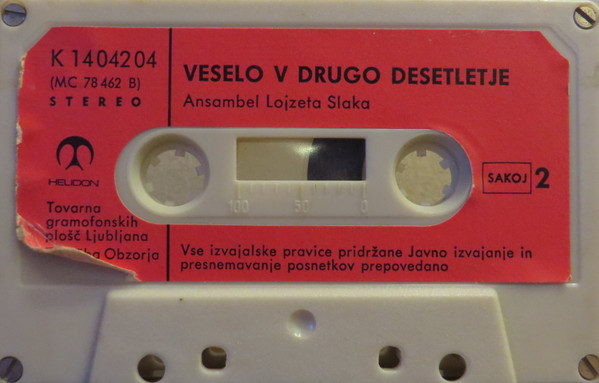 K 1404204
(MC 78 462 B)
STEREO
VESELO V DRUGO DESETLETJE
Ansambel Lojzeta Slaka
HELIDON
SAKOJ 2
100 50 0
Tovarna
gramofonskih
plošč Ljubljana
Obzorja
Vse izvajalske pravice pridržane Javno izvajanje in
presnemavanje posnetkov prepovedano